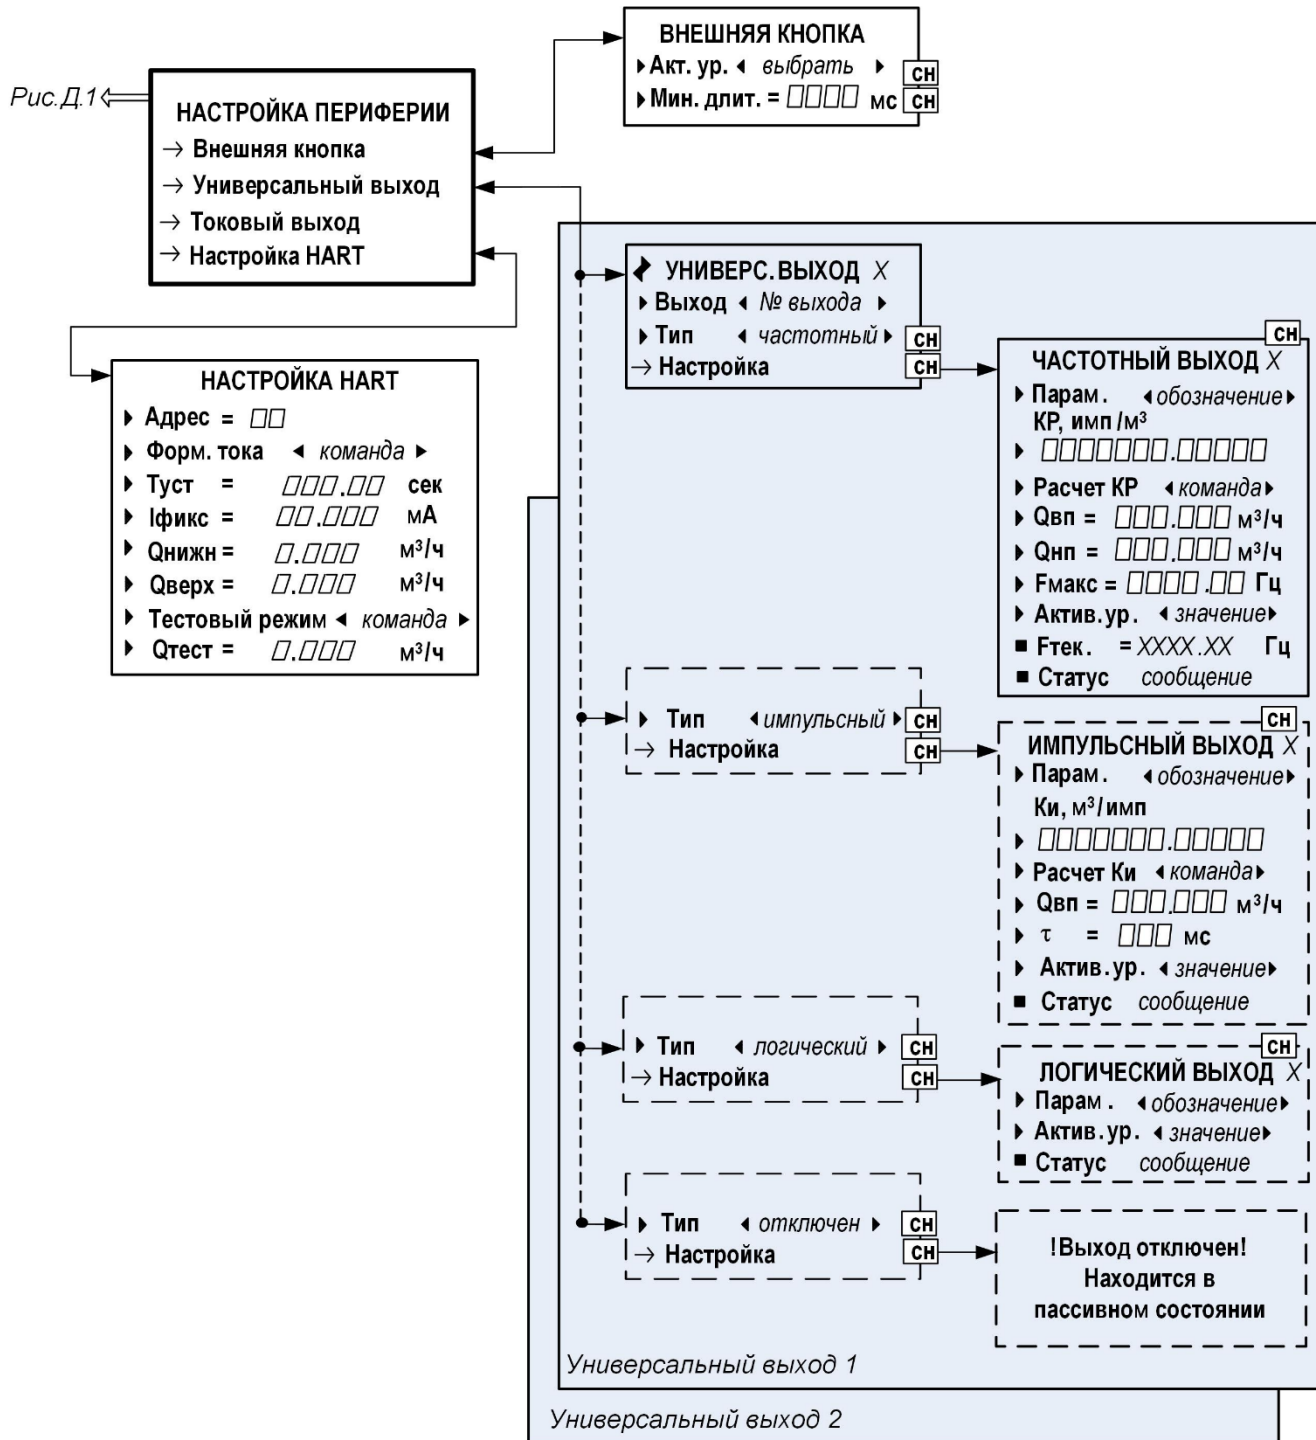 Рис.Д.1
НАСТРОЙКА ПЕРИФЕРИИ
→ Внешняя кнопка
→ Универсальный выход
→ Токовый выход
→ Настройка HART
ВНЕШНЯЯ КНОПКА
Акт. ур. выбрать СН
Мин. длит. = □□□□ мс СН
НАСТРОЙКА HART
Адрес = □□
Форм. тока команда
Туст = □□□.□□ сек
Iфикс = □□.□□□ мА
Qнижн = □.□□□ м³/ч
Qверх = □.□□□ м³/ч
Тестовый режим команда
Qтест = □.□□□ м³/ч
УНИВЕРС. ВЫХОД X
Выход № выхода
Тип частотный СН
→ Настройка СН
СН
ЧАСТОТНЫЙ ВЫХОД X
Парам. обозначение
КР, имп/м³
□□□□□□□.□□□□□
Расчет КР команда
Qвп = □□□.□□□ м³/ч
Qнп = □□□.□□□ м³/ч
Fмакс = □□□□.□□ Гц
Актив.ур. значение
Fтек. =XXXX.XX Гц
Статус сообщение
Тип импульсный СН
→ Настройка СН
СН
ИМПУЛЬСНЫЙ ВЫХОД X
Парам. обозначение
Ки, м³/имп
□□□□□□□.□□□□□
Расчет Ки команда
Qвп = □□□.□□□ м³/ч
τ = □□□ мс
Актив.ур. значение
Статус сообщение
Тип логический СН
→ Настройка СН
СН
ЛОГИЧЕСКИЙ ВЫХОД X
Парам. обозначение
Актив.ур. значение
Статус сообщение
Тип отключен СН
→ Настройка СН
!Выход отключен!
Находится в
пассивном состоянии
Универсальный выход 1
Универсальный выход 2